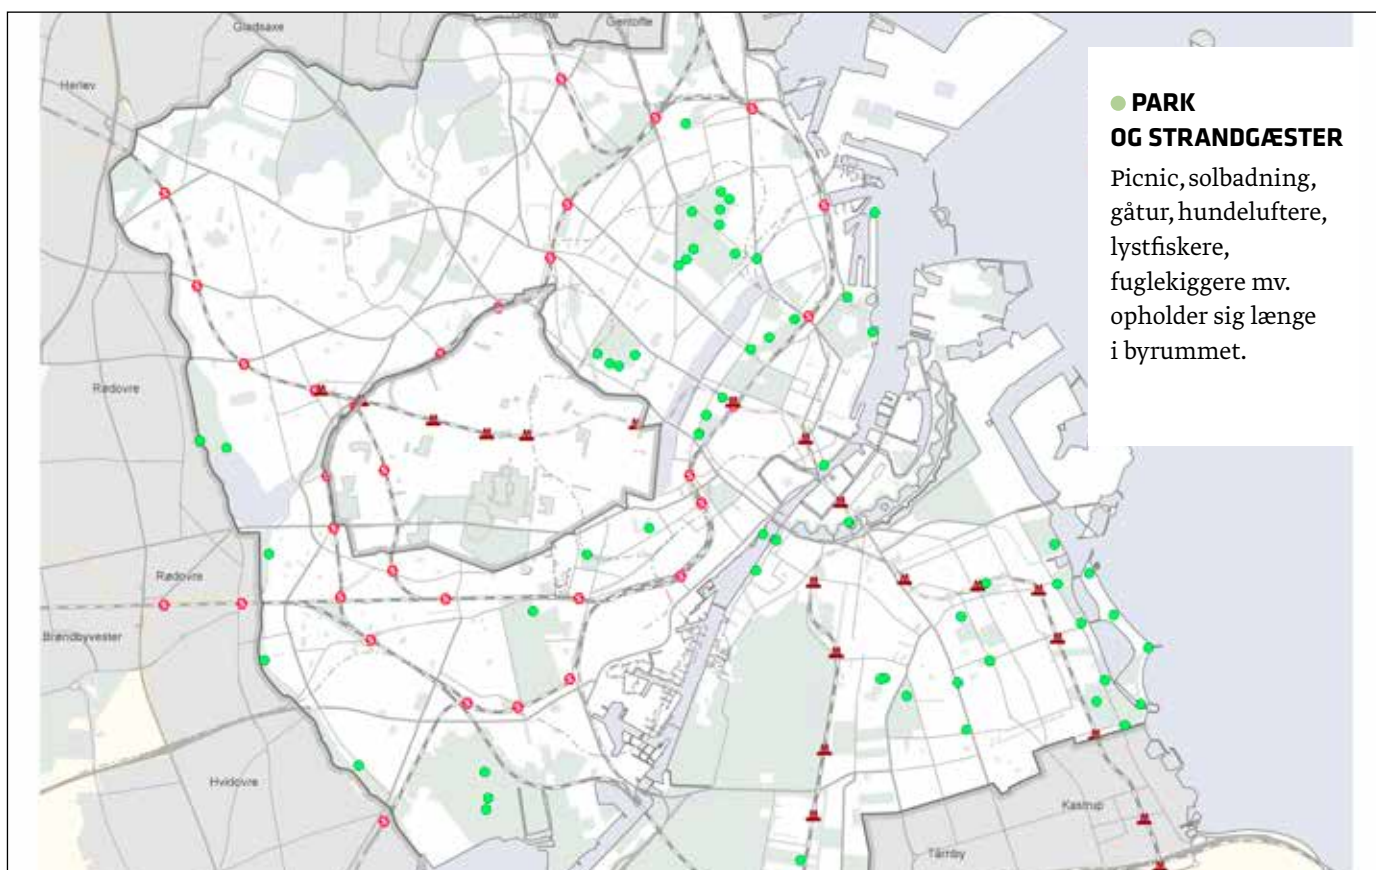 Gladsaxe
Gentofte
Herlev
PARK
OG STRANDGÆSTER
Picnic, solbadning,
gåtur, hundeluftere,
lystfiskere,
fuglekiggere mv.
opholder sig længe
i byrummet.
Rødovre
Rødovre
Brøndbyvester
Hvidovre
Kastrup
Tårnby